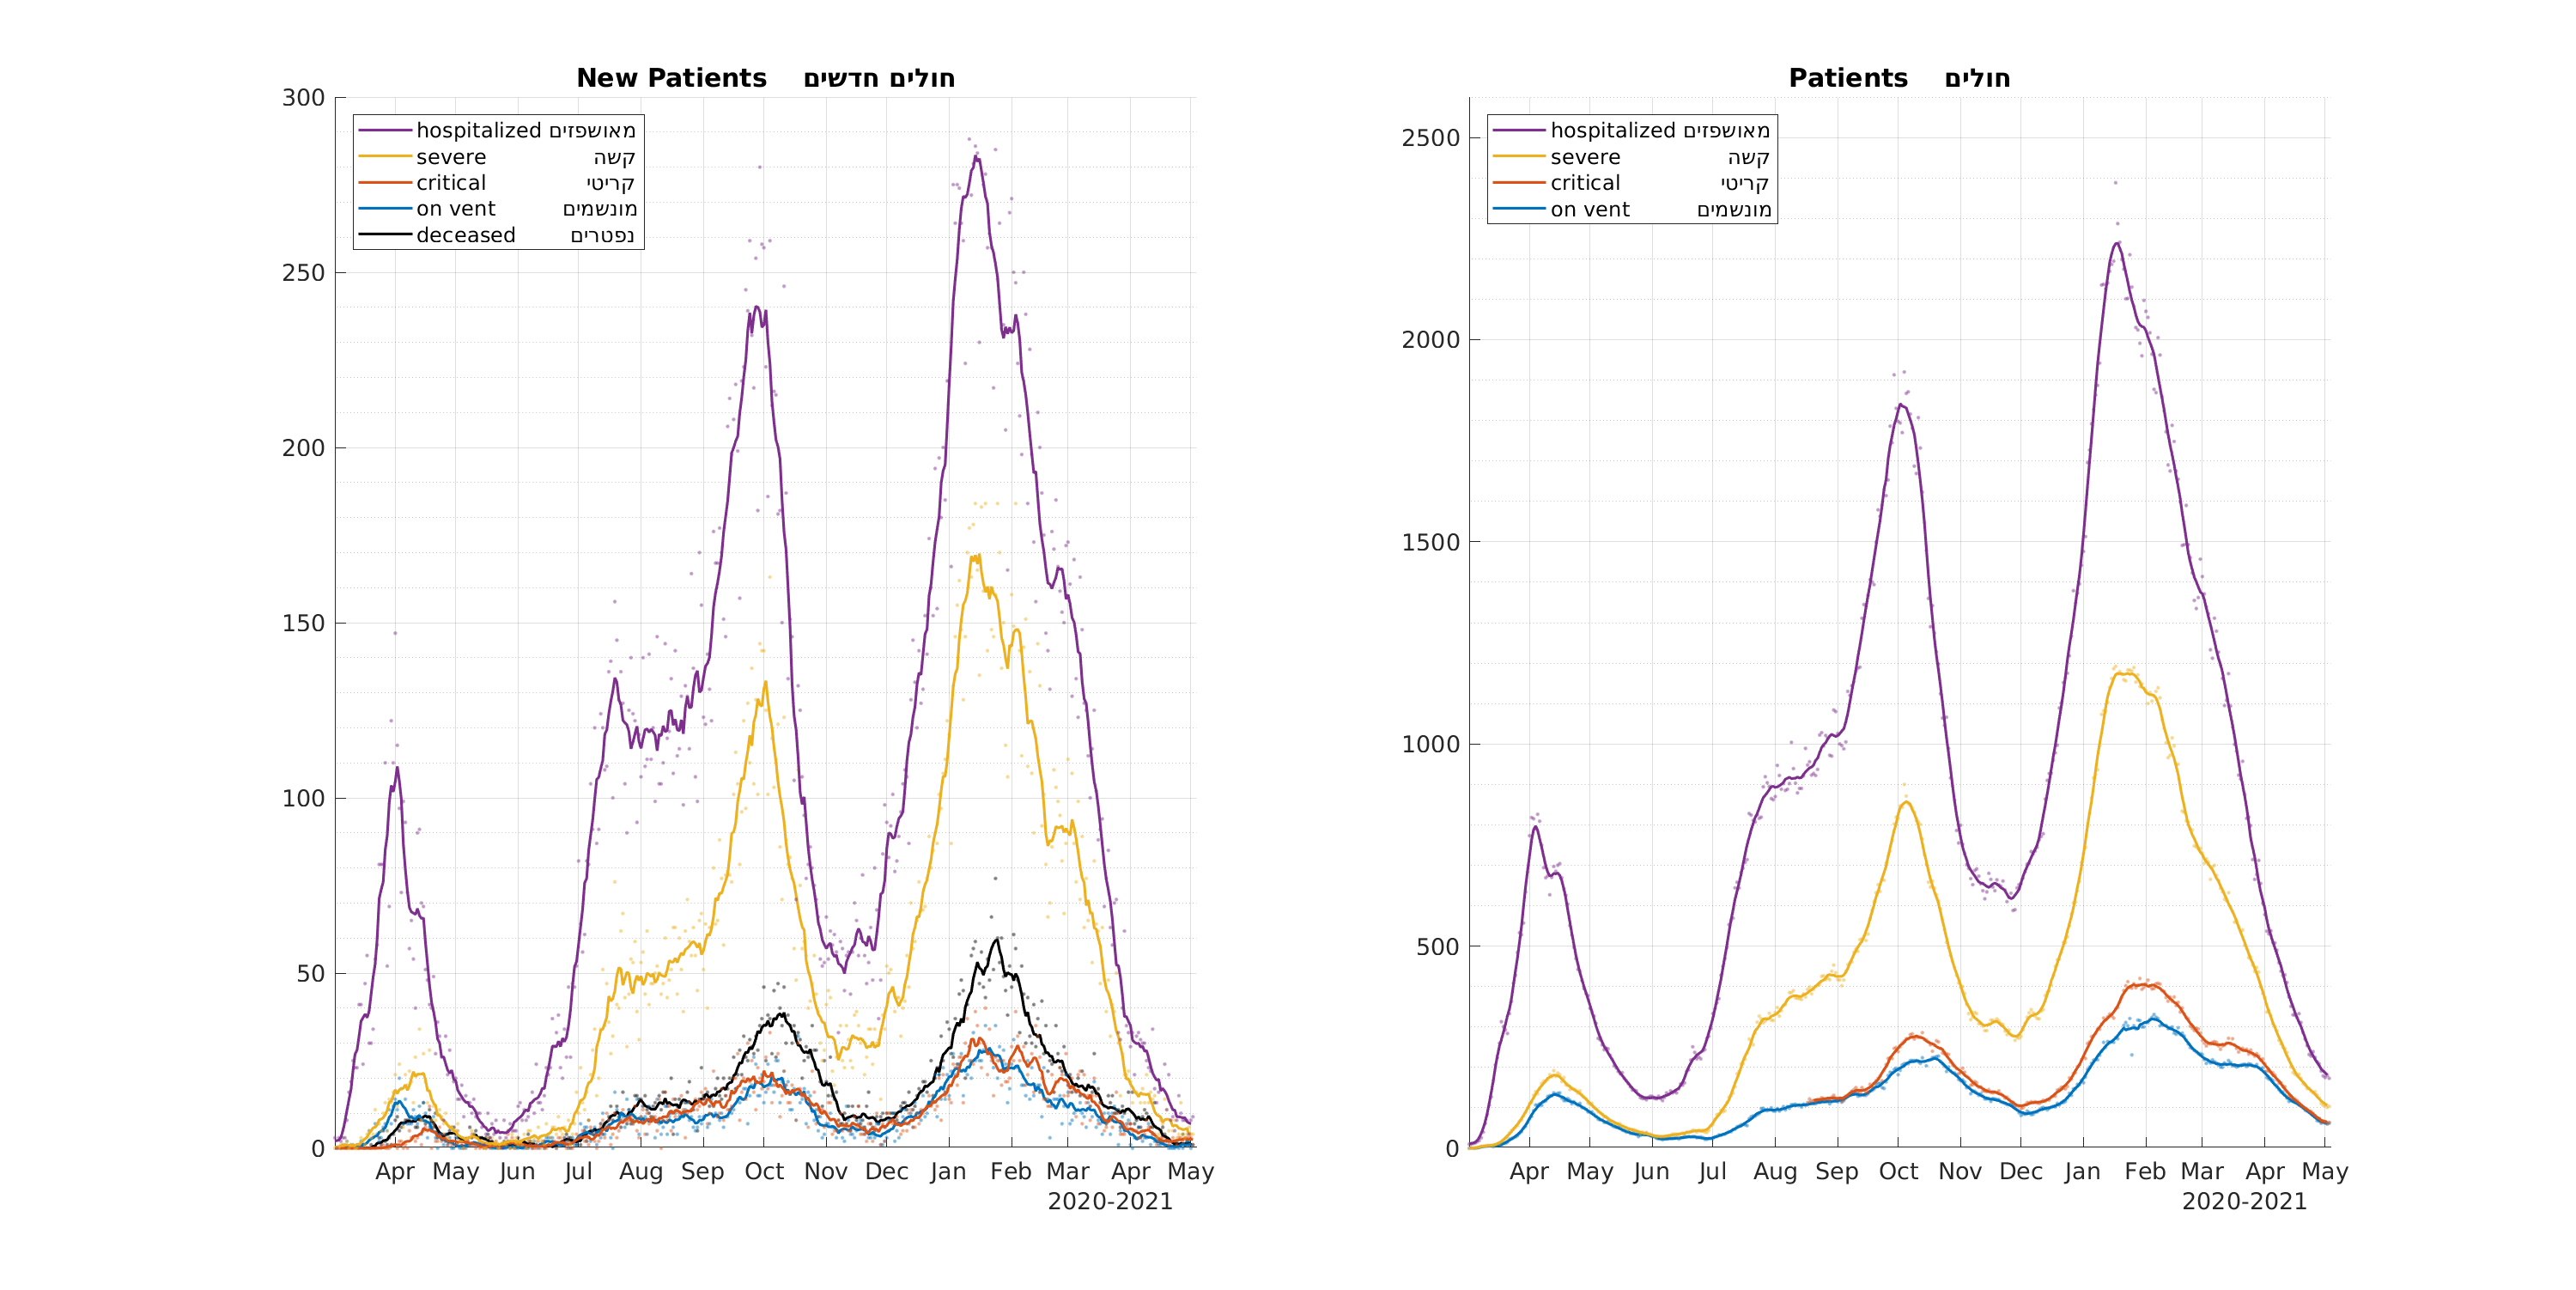 New Patients חולים חדשים
300
250
200
150
100
50
0
hospitalized מאושפזים
severe קשה
critical קריטי
on vent מונשמים
deceased נפטרים
Apr May Jun Jul Aug Sep Oct Nov Dec Jan Feb Mar Apr May
2020-2021
Patients חולים
2500
2000
1500
1000
500
0
hospitalized מאושפזים
severe קשה
critical קריטי
on vent מונשמים
Apr May Jun Jul Aug Sep Oct Nov Dec Jan Feb Mar Apr May
2020-2021